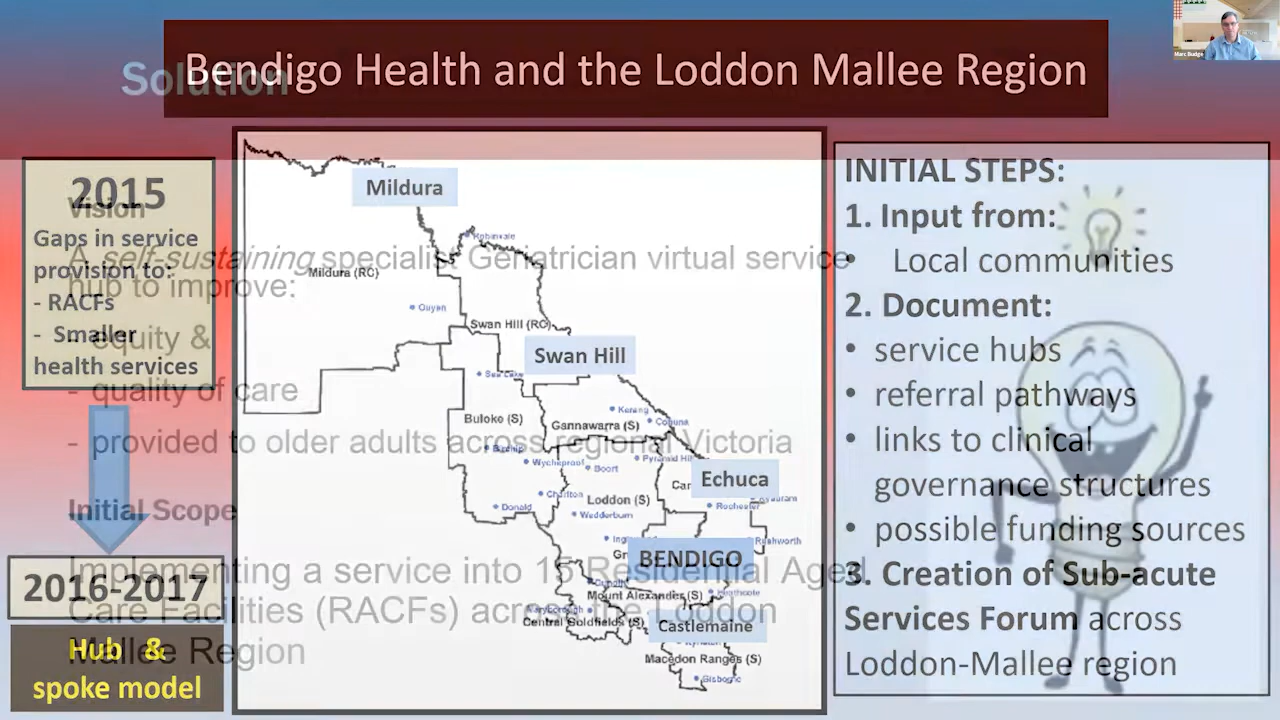 Bendigo Health and the Loddon Mallee Region
Solution
Marc Budge
2015
Gaps in service
provision to:
- RACFs
- Smaller
health services
2016-2017
Hub &
spoke model
Vision
A self-sustaining specialist Geriatrician virtual service
hub to improve:
- equity &
- quality of care
- provided to older adults across regional Victoria
Initial Scope
Implementing a service into 15 Residential Aged
Care Facilities (RACFs) across the Loddon
Mallee Region
Mildura
Robinvale
Mildura (RC)
Ouyen
Swan Hill (RC)
Swan Hill
Sea Lake
Kerang
Cohuna
Buloke (S)
Gannawarra (S)
Birchip
Wycheproof
Boort
Pyramid Hill
Echuca
Charlton
Loddon (S)
Donald
Wedderburn
Rochester
Rushworth
BENDIGO
Dunolly
Mount Alexander (S)
Heathcote
Maryborough
Central Goldfields (S)
Castlemaine
Kyneton
Macedon Ranges (S)
Gisborne
INITIAL STEPS:
1. Input from:
• Local communities
2. Document:
• service hubs
• referral pathways
• links to clinical
governance structures
• possible funding sources
3. Creation of Sub-acute
Services Forum across
Loddon-Mallee region